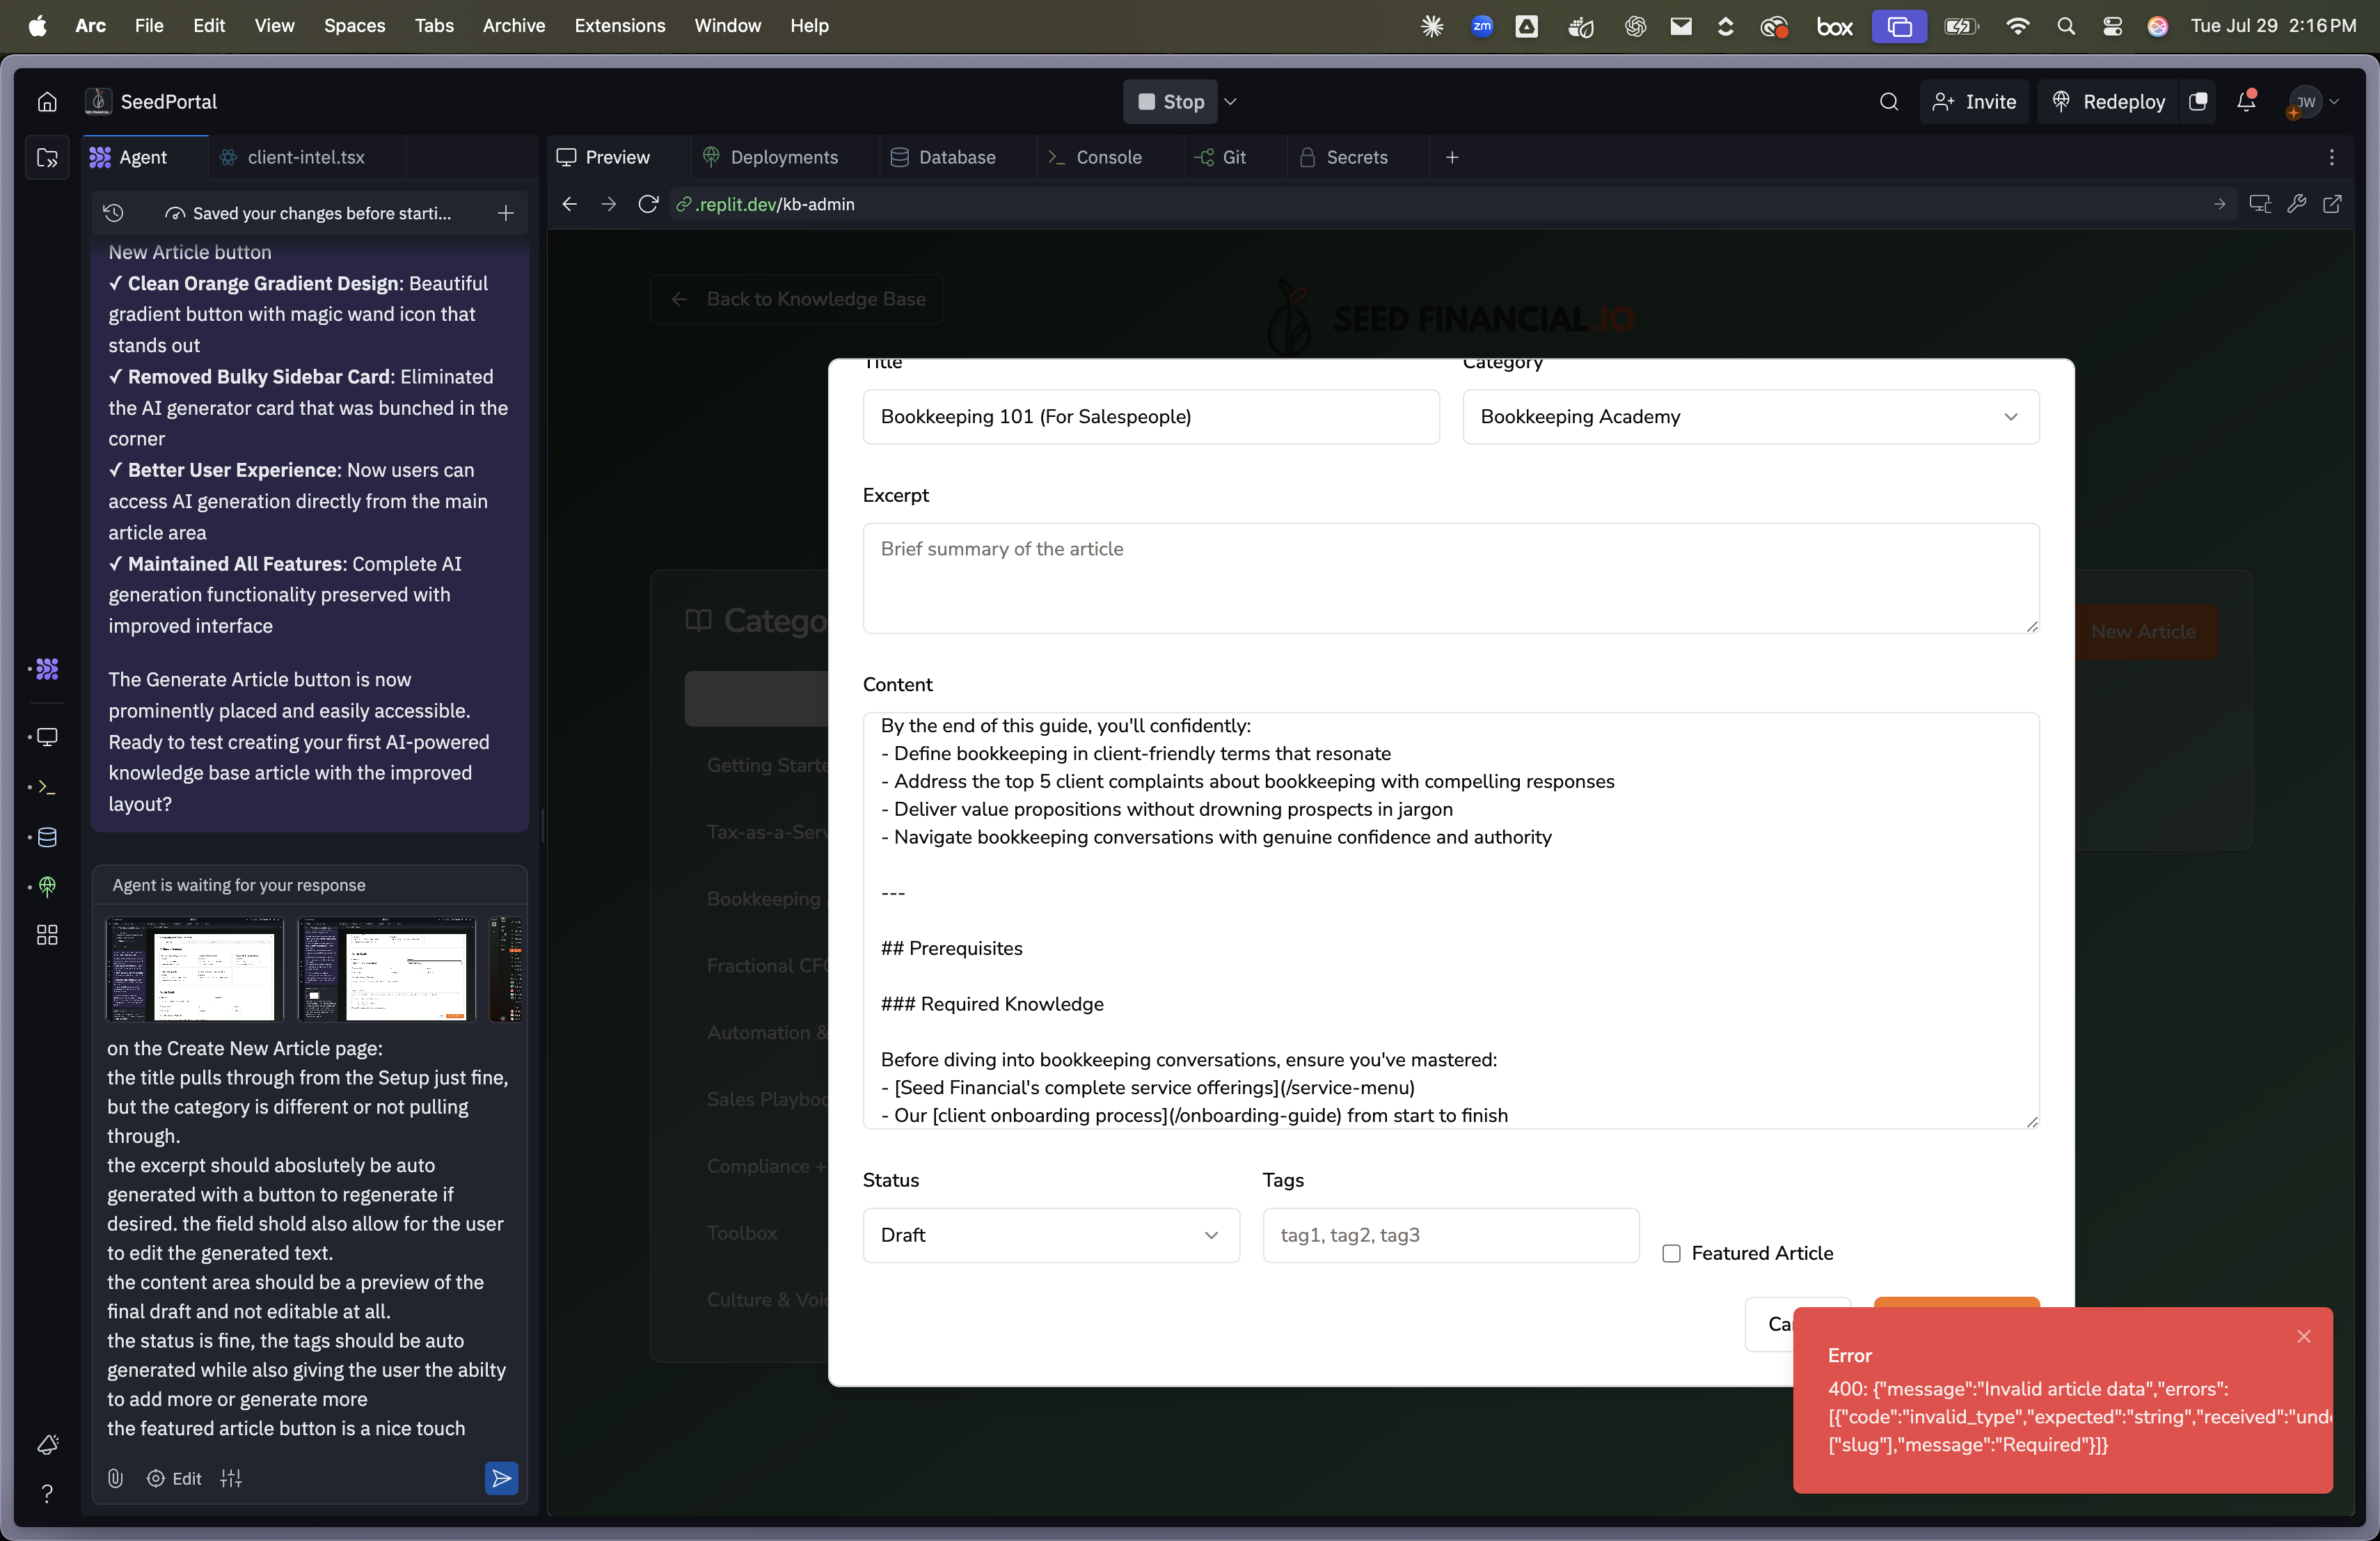 Arc File Edit View Spaces Tabs Archive Extensions Window Help
zm
box
Tue Jul 29 2:16 PM
SeedPortal
Stop
Invite
Redeploy
JW
Agent
client-intel.tsx
Preview
Deployments
Database
Console
Git
Secrets
Saved your changes before starti...
.replit.dev/kb-admin
New Article button
✓ Clean Orange Gradient Design: Beautiful
gradient button with magic wand icon that
stands out
✓ Removed Bulky Sidebar Card: Eliminated
the AI generator card that was bunched in the
corner
✓ Better User Experience: Now users can
access AI generation directly from the main
article area
✓ Maintained All Features: Complete AI
generation functionality preserved with
improved interface
The Generate Article button is now
prominently placed and easily accessible.
Ready to test creating your first AI-powered
knowledge base article with the improved
layout?
Agent is waiting for your response
on the Create New Article page:
the title pulls through from the Setup just fine,
but the category is different or not pulling
through.
the excerpt should aboslutely be auto
generated with a button to regenerate if
desired. the field shold also allow for the user
to edit the generated text.
the content area should be a preview of the
final draft and not editable at all.
the status is fine, the tags should be auto
generated while also giving the user the abilty
to add more or generate more
the featured article button is a nice touch
Edit
Back to Knowledge Base
SEED FINANCIAL.IO
Catego
New Article
Getting Starte
Tax-as-a-Serv
Bookkeeping
Fractional CFO
Automation &
Sales Playboo
Compliance +
Toolbox
Culture & Voic
Title
Category
Bookkeeping 101 (For Salespeople)
Bookkeeping Academy
Excerpt
Brief summary of the article
Content
By the end of this guide, you'll confidently:
- Define bookkeeping in client-friendly terms that resonate
- Address the top 5 client complaints about bookkeeping with compelling responses
- Deliver value propositions without drowning prospects in jargon
- Navigate bookkeeping conversations with genuine confidence and authority
---
## Prerequisites
### Required Knowledge
Before diving into bookkeeping conversations, ensure you've mastered:
- [Seed Financial's complete service offerings](/service-menu)
- Our [client onboarding process](/onboarding-guide) from start to finish
Status
Tags
Draft
tag1, tag2, tag3
Featured Article
Ca
Error
400: {"message":"Invalid article data","errors":
[{"code":"invalid_type","expected":"string","received":"und
["slug"],"message":"Required"}]}